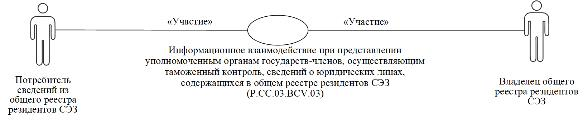 «Участие»
«Участие»
Информационное взаимодействие при представлении
уполномоченным органам государств-членов, осуществляющим
таможенный контроль, сведений о юридических лицах,
содержащихся в общем реестре резидентов СЭЗ
(P.CC.03.BCV.03)
Потребитель
сведений из
общего реестра
резидентов СЭЗ
Владелец общего
реестра резидентов
СЭЗ